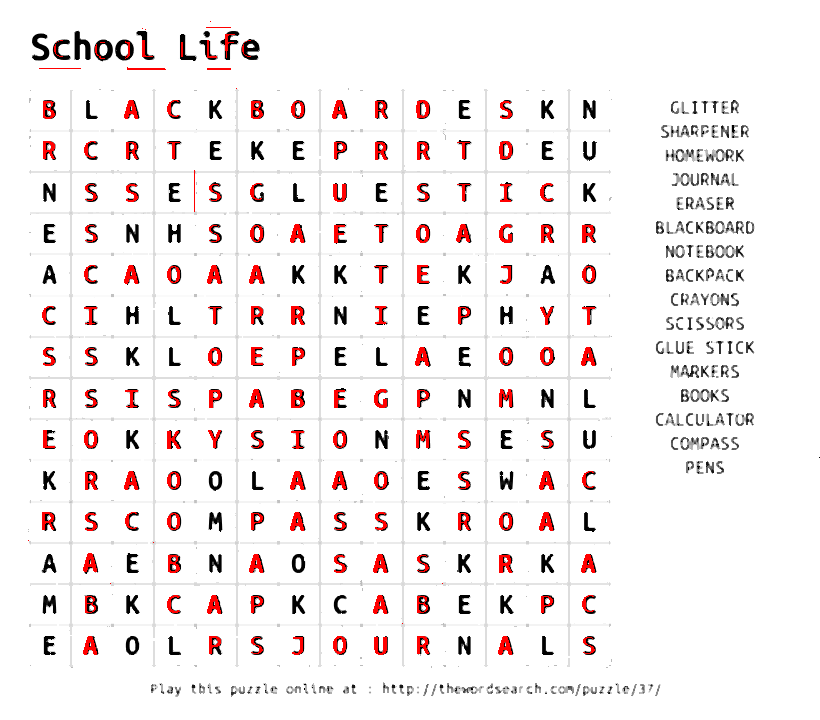 School Life
B L A C K B O A R D E S K N
R C R T E K E P R R T D E U
N S S E S G L U E S T I C K
E S N H S O A E T O A G R R
A C A O A A K K T E K J A O
C I H L T R R N I E P H Y T
S S K L O E P E L A E O O A
R S I S P A B E G P N M N L
E O K K Y S I O N M S E S U
K R A O O L A A O E S W A C
R S C O M P A S S K R O A L
A A E B N A O S A S K R K A
M B K C A P K C A B E K P C
E A O L R S J O U R N A L S
GLITTER
SHARPENER
HOMEWORK
JOURNAL
ERASER
BLACKBOARD
NOTEBOOK
BACKPACK
CRAYONS
SCISSORS
GLUE STICK
MARKERS
BOOKS
CALCULATOR
COMPASS
PENS
Play this puzzle online at : http://thewordsearch.com/puzzle/37/